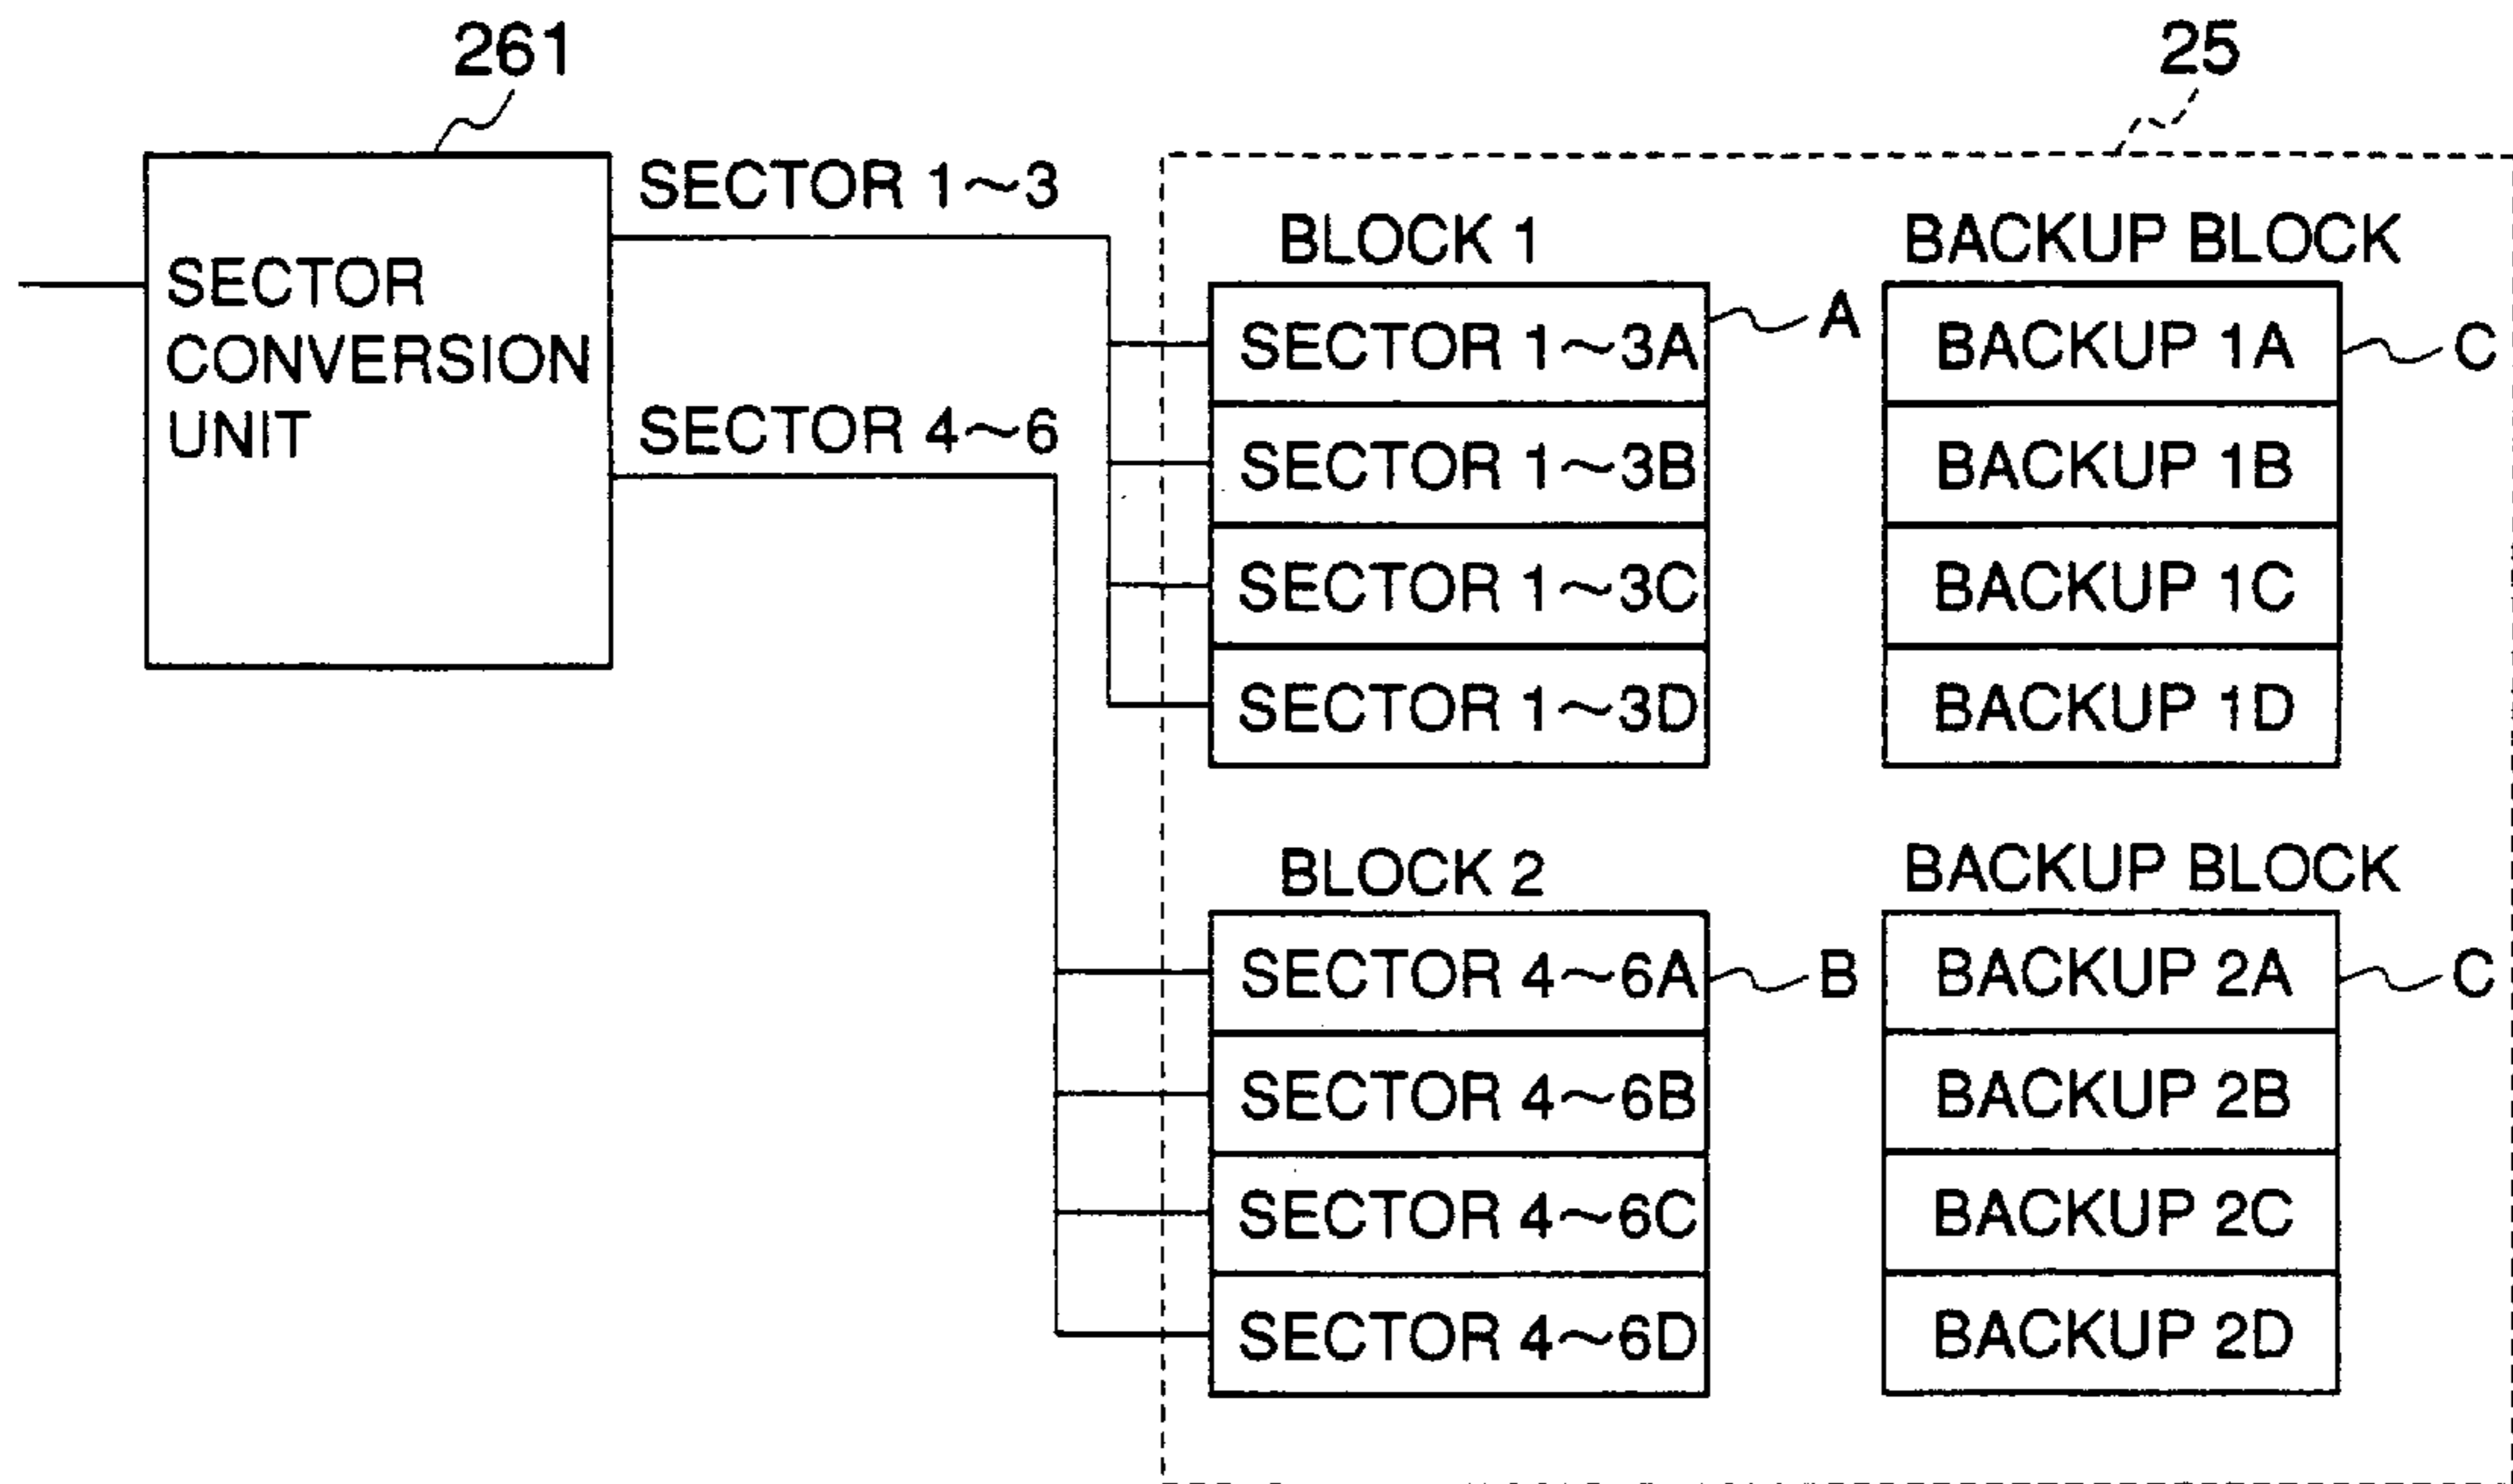 261
25
SECTOR
CONVERSION
UNIT
SECTOR 1~3
SECTOR 4~6
BLOCK 1
SECTOR 1~3A
A
SECTOR 1~3B
SECTOR 1~3C
SECTOR 1~3D
BACKUP BLOCK
BACKUP 1A
C
BACKUP 1B
BACKUP 1C
BACKUP 1D
BLOCK 2
SECTOR 4~6A
B
SECTOR 4~6B
SECTOR 4~6C
SECTOR 4~6D
BACKUP BLOCK
BACKUP 2A
C
BACKUP 2B
BACKUP 2C
BACKUP 2D